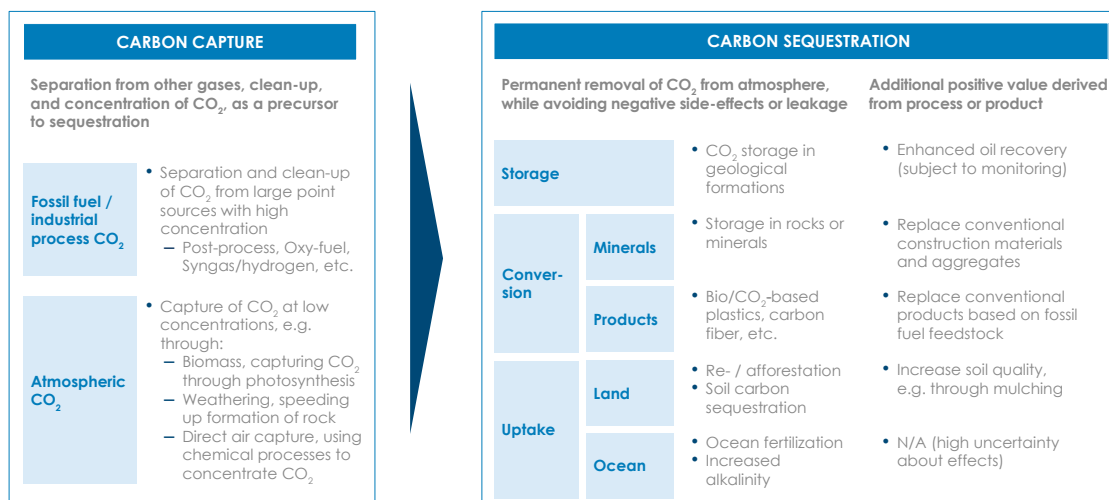 CARBON CAPTURE
Separation from other gases, clean-up,
and concentration of CO₂, as a precursor
to sequestration
Fossil fuel /
industrial
process CO₂
• Separation and clean-up
of CO₂ from large point
sources with high
concentration
– Post-process, Oxy-fuel,
Syngas/hydrogen, etc.
Atmospheric
CO₂
• Capture of CO₂ at low
concentrations, e.g.
through:
– Biomass, capturing CO₂
through photosynthesis
– Weathering, speeding
up formation of rock
– Direct air capture, using
chemical processes to
concentrate CO₂
CARBON SEQUESTRATION
Permanent removal of CO₂ from atmosphere,
while avoiding negative side-effects or leakage
Additional positive value derived
from process or product
Storage
• CO₂ storage in
geological
formations
• Enhanced oil recovery
(subject to monitoring)
Conver-
sion
Minerals
• Storage in rocks or
minerals
• Replace conventional
construction materials
and aggregates
Products
• Bio/CO₂-based
plastics, carbon
fiber, etc.
• Replace conventional
products based on fossil
fuel feedstock
Uptake
Land
• Re- / afforestation
• Soil carbon
sequestration
• Increase soil quality,
e.g. through mulching
Ocean
• Ocean fertilization
• Increased
alkalinity
• N/A (high uncertainty
about effects)